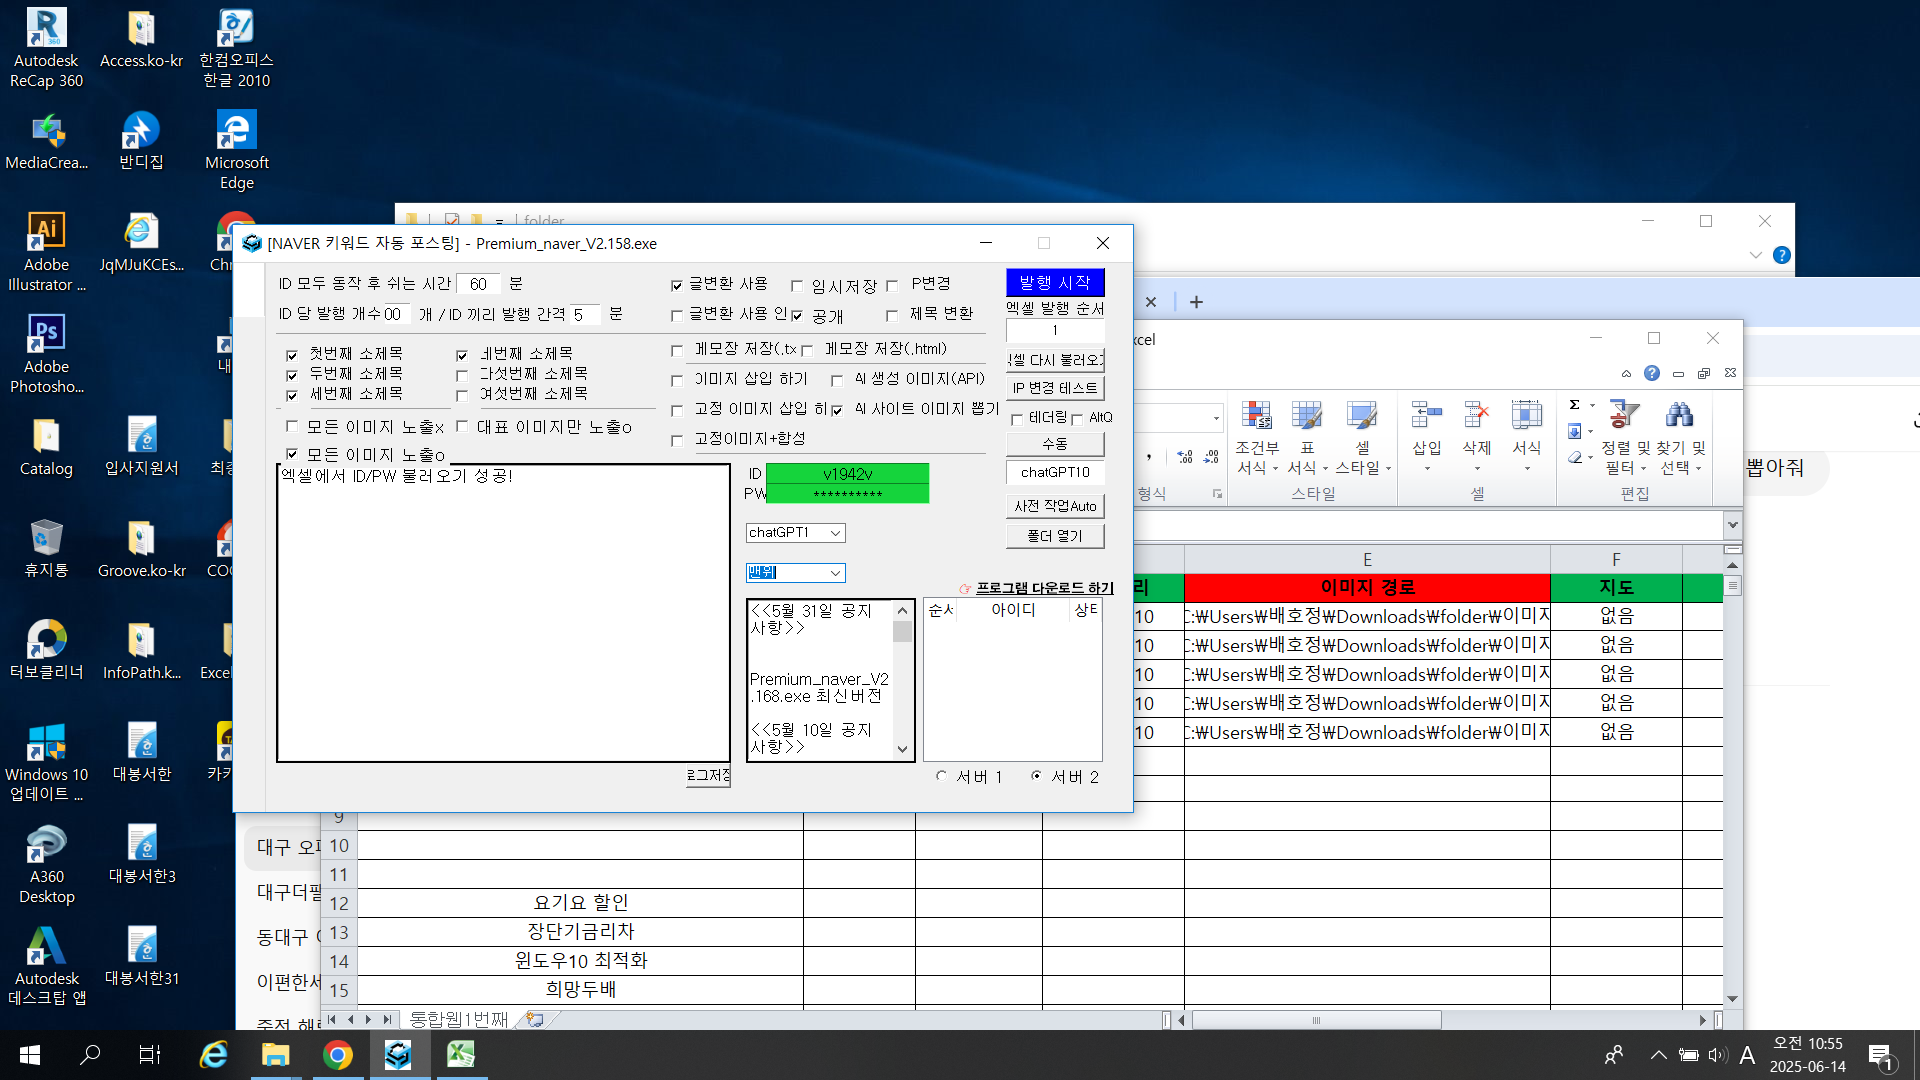 Autodesk
ReCap 360
Access.ko-kr
한컴오피스
한글 2010
MediaCrea...
반디집
Microsoft
Edge
Adobe
Illustrator ...
JqMJuKCEs...
Adobe
Photosho...
Catalog
입사지원서
휴지통
Groove.ko-kr
터보클리너
InfoPath.k...
Windows 10
업데이트 ...
대봉서한
A360
Desktop
대봉서한3
Autodesk
데스크탑 앱
대봉서한31
folder
[NAVER 키워드 자동 포스팅] - Premium_naver_V2.158.exe
ID 모두 동작 후 쉬는 시간 60 분
ID 당 발행 개수 00 개 / ID 끼리 발행 간격 5 분
첫번째 소제목
두번째 소제목
세번째 소제목
네번째 소제목
다섯번째 소제목
여섯번째 소제목
모든 이미지 노출x
대표 이미지만 노출o
모든 이미지 노출o
글변환 사용
임시저장
P변경
글변환 사용 인
공개
제목 변환
메모장 저장(.tx
메모장 저장(.html)
이미지 삽입 하기
AI 생성 이미지(API)
고정 이미지 삽입 히
AI 사이트 이미지 뽑기
고정이미지+합성
발행 시작
엑셀 발행 순서
1
셀 다시 불러오
IP 변경 테스트
테더링
AltQ
수동
chatGPT10
사전 작업Auto
폴더 열기
엑셀에서 ID/PW 불러오기 성공!
ID v1942v
PW **********
chatGPT1
맨위
프로그램 다운로드 하기
<<5월 31일 공지
사항>>
Premium_naver_V2
.168.exe 최신버전
<<5월 10일 공지
사항>>
순서 아이디 상태
서버 1
서버 2
로그저장
조건부
서식
표
서식
셀
스타일
삽입
삭제
서식
정렬 및
필터
찾기 및
선택
형식
스타일
셀
편집
뽑아줘
E
F
리
이미지 경로
지도
10 C:₩Users₩배호정₩Downloads₩folder₩이미지 없음
10 C:₩Users₩배호정₩Downloads₩folder₩이미지 없음
10 C:₩Users₩배호정₩Downloads₩folder₩이미지 없음
10 C:₩Users₩배호정₩Downloads₩folder₩이미지 없음
10 C:₩Users₩배호정₩Downloads₩folder₩이미지 없음
9
10
11
12 요기요 할인
13 장단기금리차
14 윈도우10 최적화
15 희망두배
통합웹1번째
대구 오
대구더필
동대구
이편한세
오전 10:55
2025-06-14
A
1